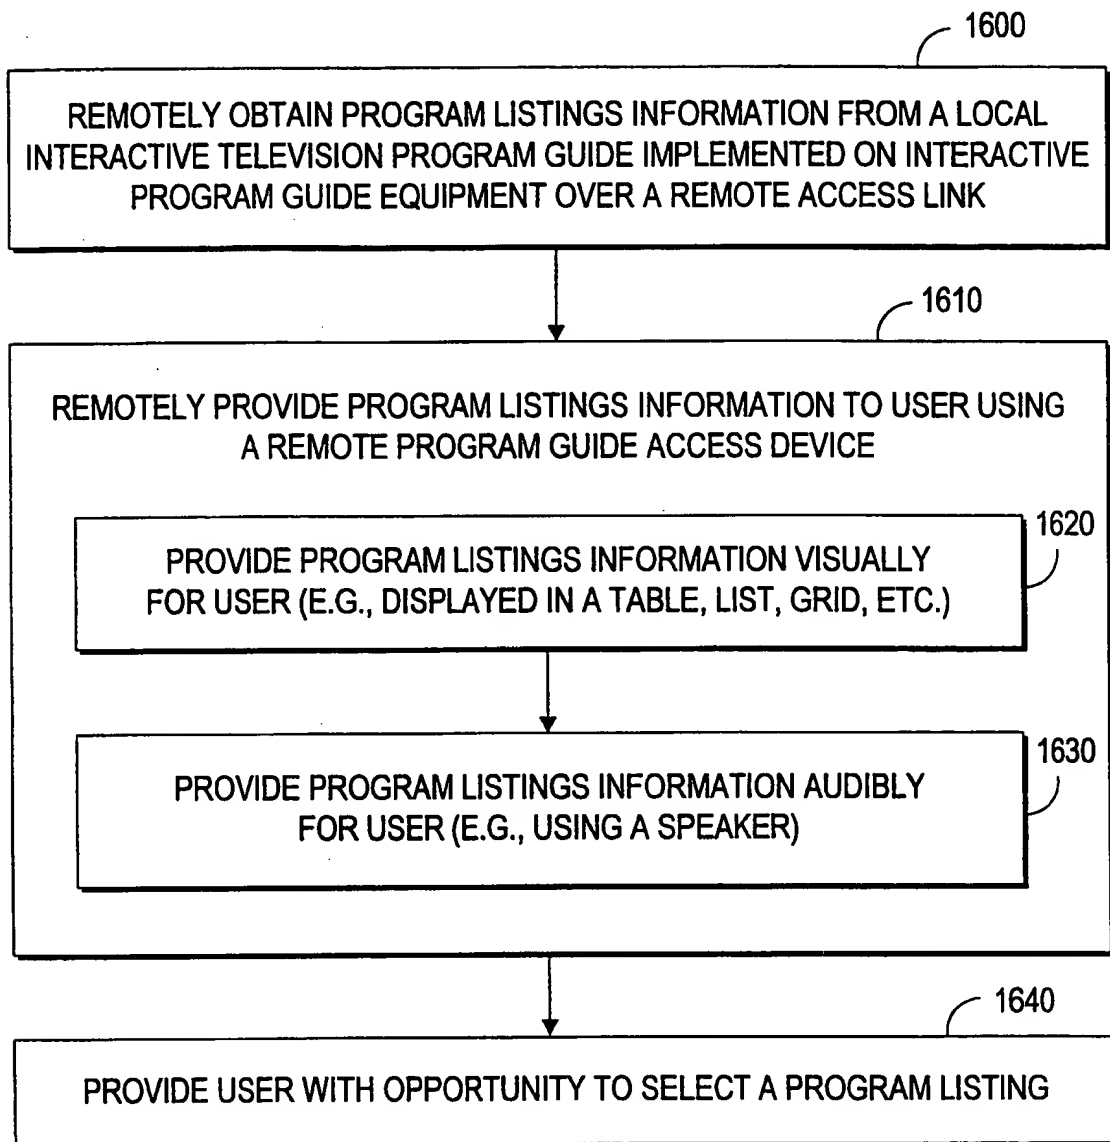 1600
REMOTELY OBTAIN PROGRAM LISTINGS INFORMATION FROM A LOCAL
INTERACTIVE TELEVISION PROGRAM GUIDE IMPLEMENTED ON INTERACTIVE
PROGRAM GUIDE EQUIPMENT OVER A REMOTE ACCESS LINK
1610
REMOTELY PROVIDE PROGRAM LISTINGS INFORMATION TO USER USING
A REMOTE PROGRAM GUIDE ACCESS DEVICE
1620
PROVIDE PROGRAM LISTINGS INFORMATION VISUALLY
FOR USER (E.G., DISPLAYED IN A TABLE, LIST, GRID, ETC.)
1630
PROVIDE PROGRAM LISTINGS INFORMATION AUDIBLY
FOR USER (E.G., USING A SPEAKER)
1640
PROVIDE USER WITH OPPORTUNITY TO SELECT A PROGRAM LISTING